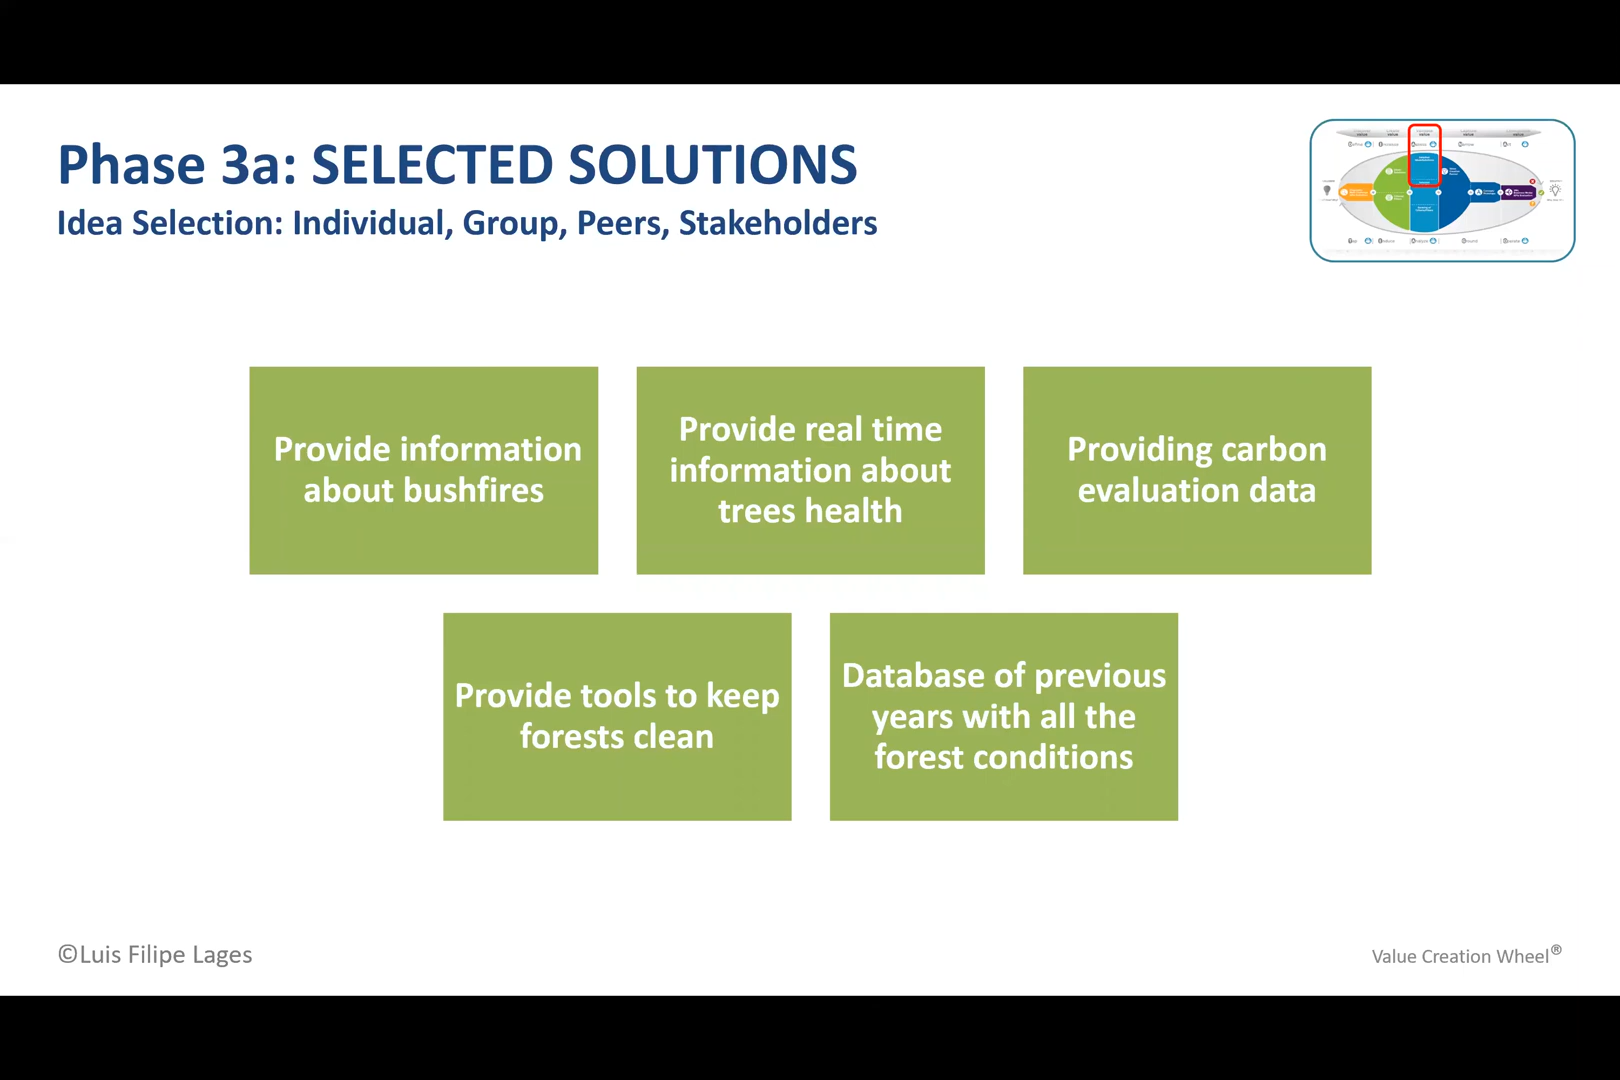 Phase 3a: SELECTED SOLUTIONS
Idea Selection: Individual, Group, Peers, Stakeholders
Provide information
about bushfires
Provide real time
information about
trees health
Providing carbon
evaluation data
Provide tools to keep
forests clean
Database of previous
years with all the
forest conditions
©Luis Filipe Lages
Value Creation Wheel®